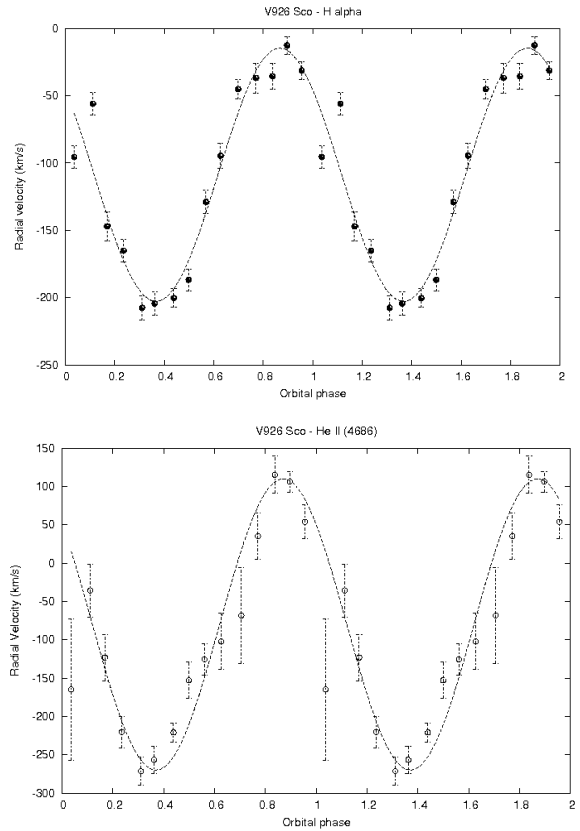 V926 Sco - H alpha
0
-50
-100
-150
-200
-250
Radial velocity (km/s)
0 0.2 0.4 0.6 0.8 1 1.2 1.4 1.6 1.8 2
Orbital phase
V926 Sco - He II (4686)
150
100
50
0
-50
-100
-150
-200
-250
-300
Radial Velocity (km/s)
0 0.2 0.4 0.6 0.8 1 1.2 1.4 1.6 1.8 2
Orbital phase